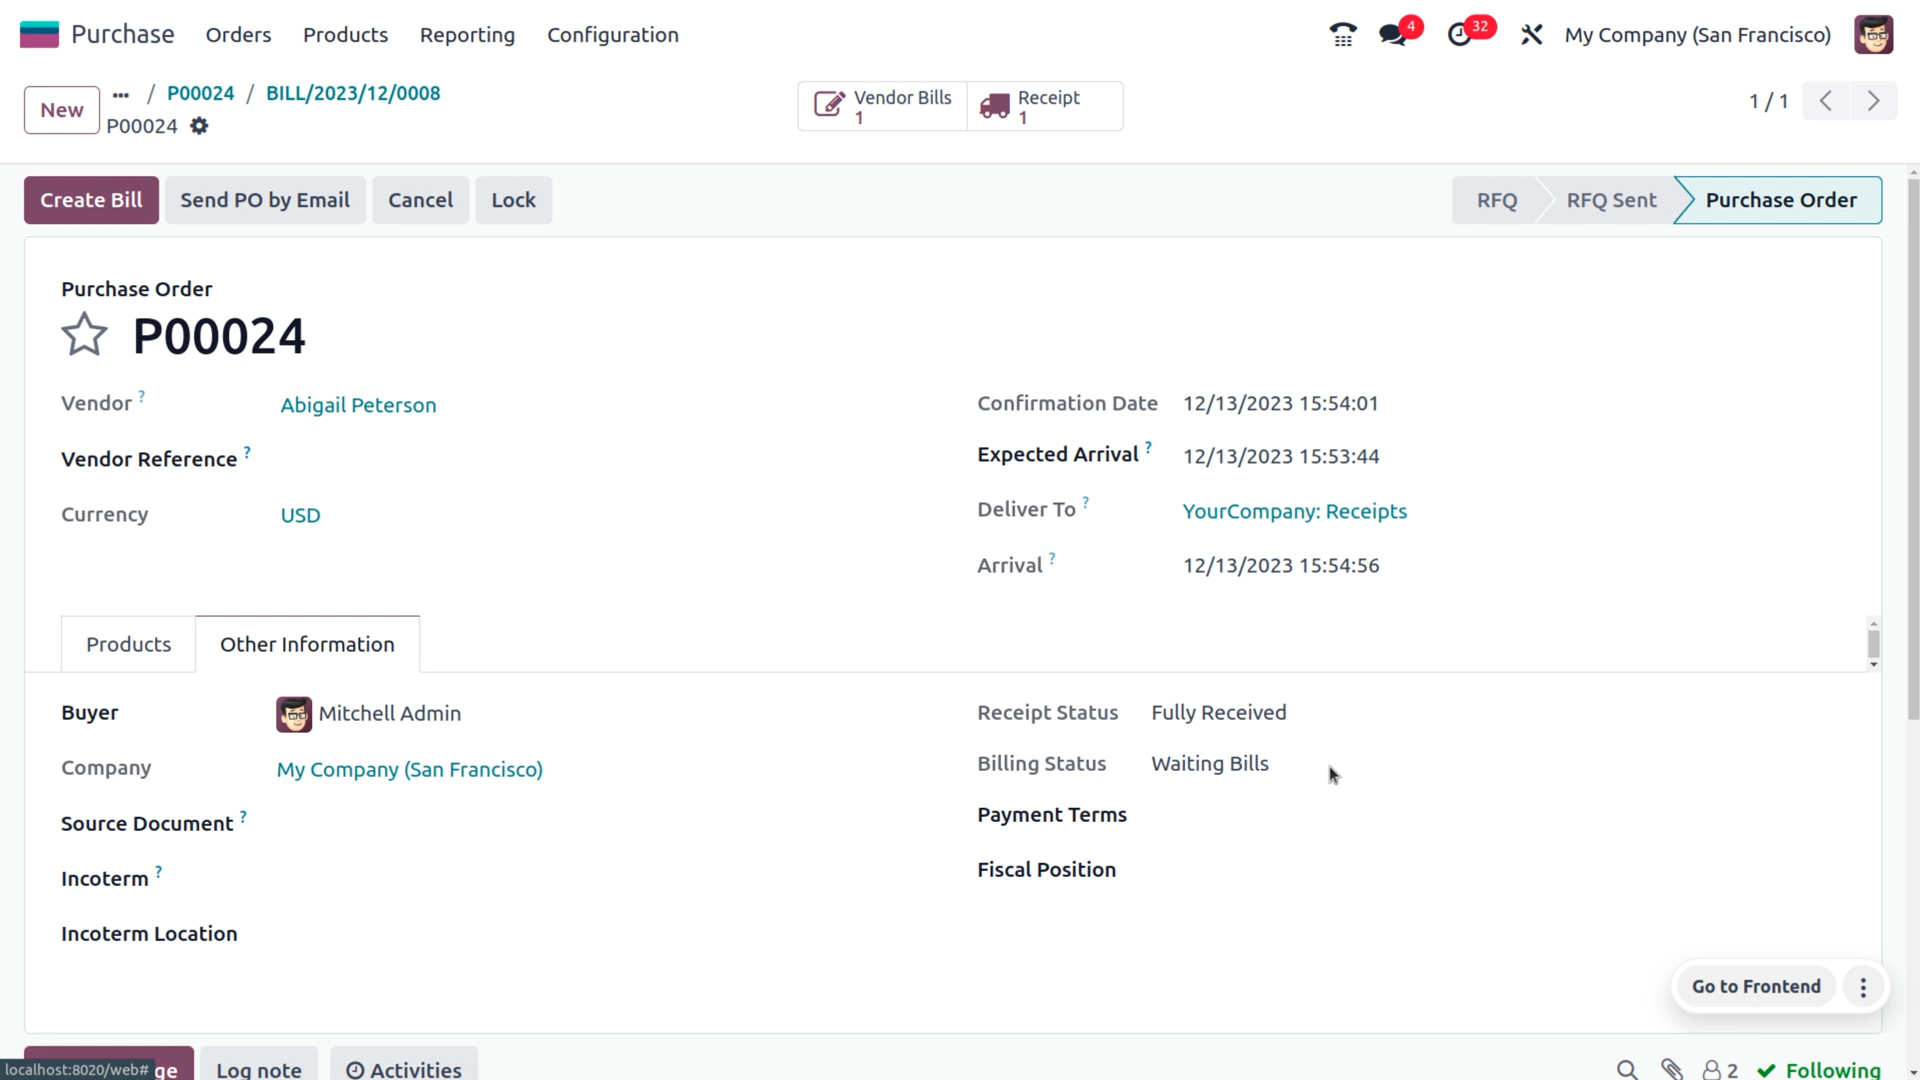 Purchase Orders Products Reporting Configuration 4 32 My Company (San Francisco)
New ... / P00024 / BILL/2023/12/0008
P00024
Vendor Bills 1
Receipt 1
1 / 1
Create Bill Send PO by Email Cancel Lock RFQ RFQ Sent Purchase Order
Purchase Order
P00024
Vendor ? Abigail Peterson
Vendor Reference ?
Currency USD
Confirmation Date 12/13/2023 15:54:01
Expected Arrival ? 12/13/2023 15:53:44
Deliver To ? YourCompany: Receipts
Arrival ? 12/13/2023 15:54:56
Products Other Information
Buyer Mitchell Admin
Company My Company (San Francisco)
Source Document ?
Incoterm ?
Incoterm Location
Receipt Status Fully Received
Billing Status Waiting Bills
Payment Terms
Fiscal Position
Go to Frontend
localhost:8020/web# ge Log note Activities 2 Following